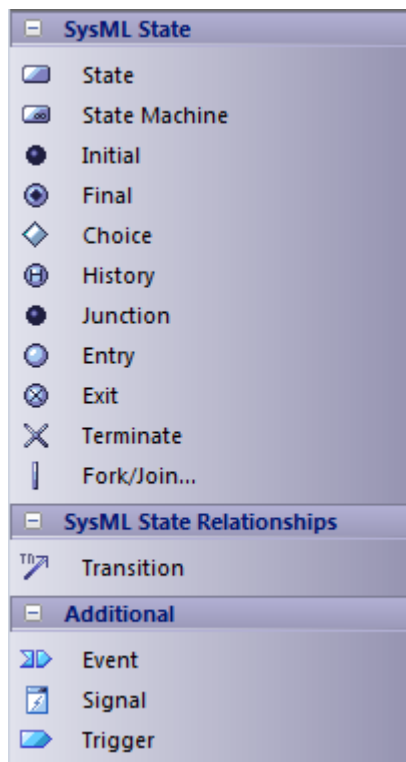 SysML State
State
State Machine
Initial
Final
Choice
History
Junction
Entry
Exit
Terminate
Fork/Join...
SysML State Relationships
Transition
Additional
Event
Signal
Trigger